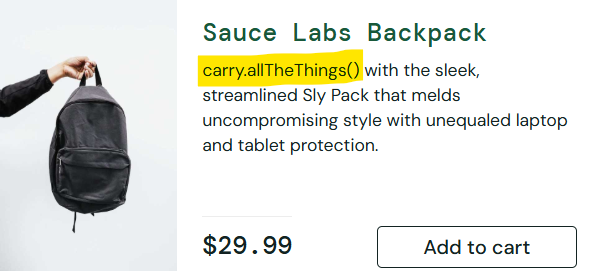 Sauce Labs Backpack
carry.allTheThings() with the sleek,
streamlined Sly Pack that melds
uncompromising style with unequaled laptop
and tablet protection.
$29.99
Add to cart